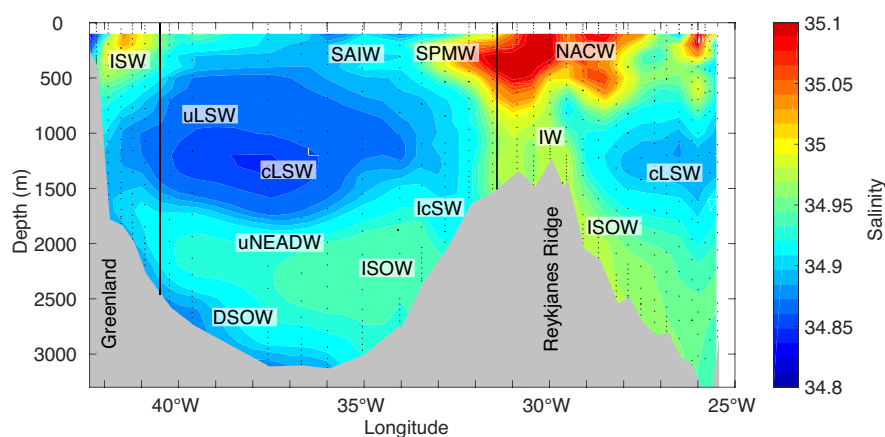 0
500
1000
1500
2000
2500
3000
Depth (m)
40°W
35°W
30°W
25°W
Longitude
ISW
SAIW
SPMW
NACW
uLSW
IW
cLSW
cLSW
IcSW
uNEADW
ISOW
ISOW
DSOW
Greenland
Reykjanes Ridge
35.1
35.05
35
34.95
34.9
34.85
34.8
Salinity